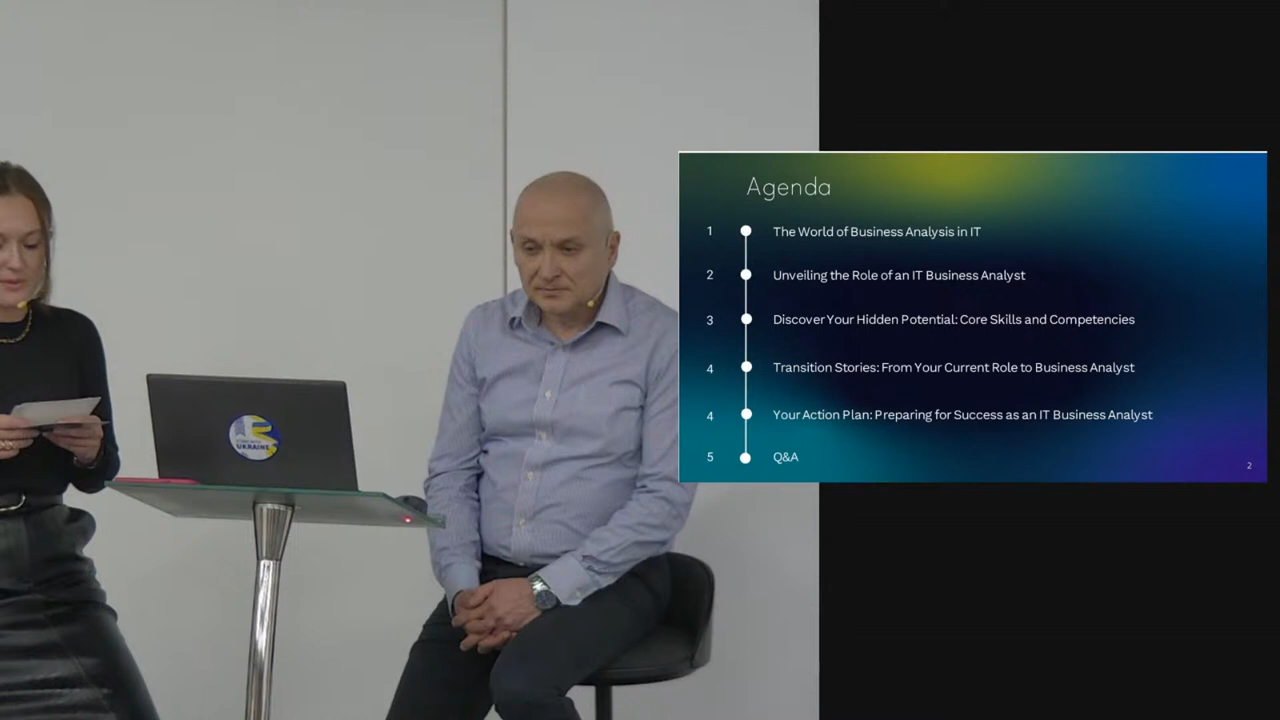 Agenda
1 The World of Business Analysis in IT
2 Unveiling the Role of an IT Business Analyst
3 Discover Your Hidden Potential: Core Skills and Competencies
4 Transition Stories: From Your Current Role to Business Analyst
4 Your Action Plan: Preparing for Success as an IT Business Analyst
5 Q&A
2
UKRAINE